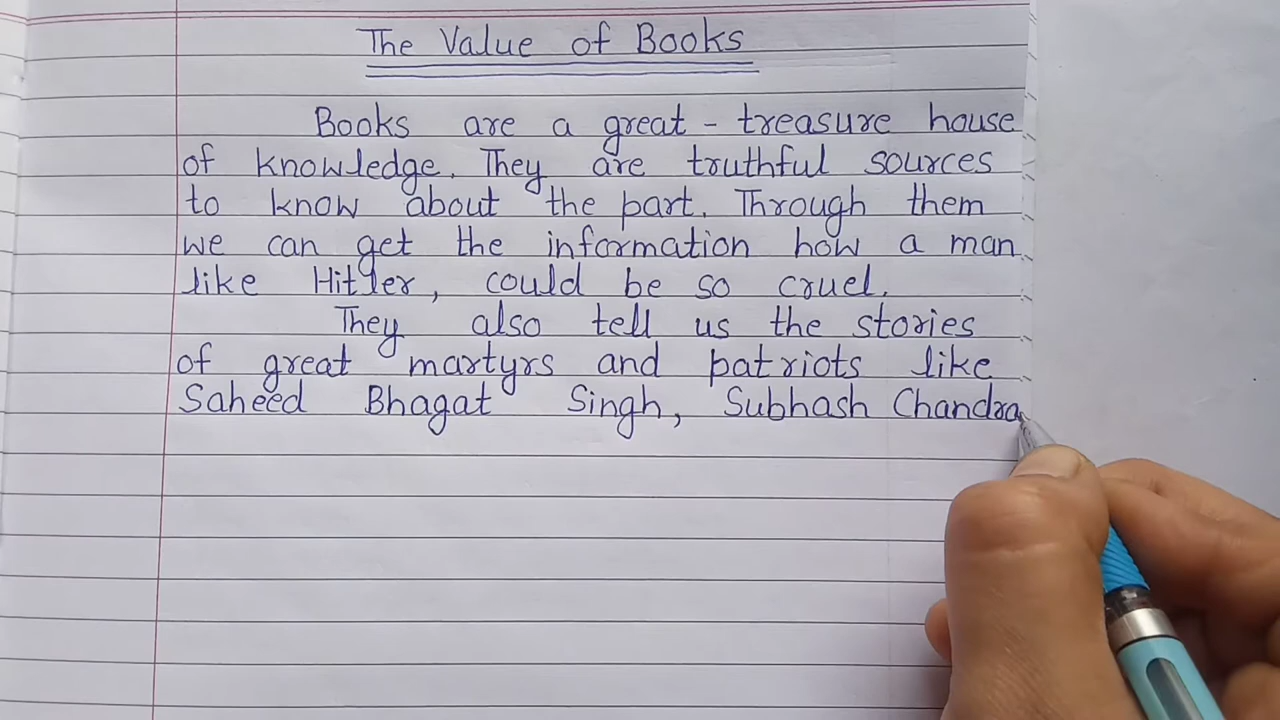 The Value of Books
Books are a great - treasure house
of knowledge. They are truthful sources
to know about the part. Through them
we can get the information how a man
like Hitler, could be so cruel.
They also tell us the stories
of great martyrs and patriots like
Saheed Bhagat Singh, Subhash Chandra